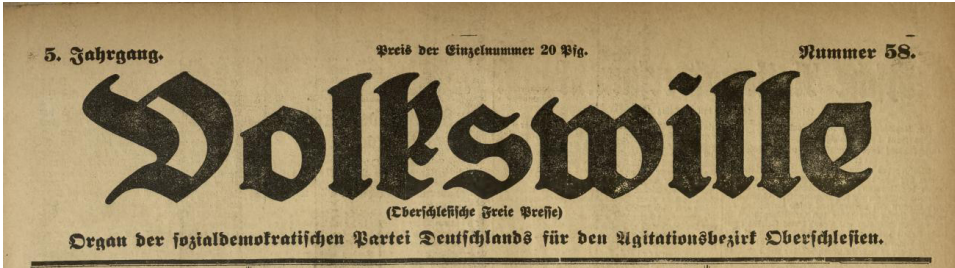 5. Jahrgang. Preis der Einzelnummer 20 Pfg. Nummer 58.
Volkswille
(Oberschlesische Freie Presse)
Organ der sozialdemokratischen Partei Deutschlands für den Agitationsbezirk Oberschlesien.